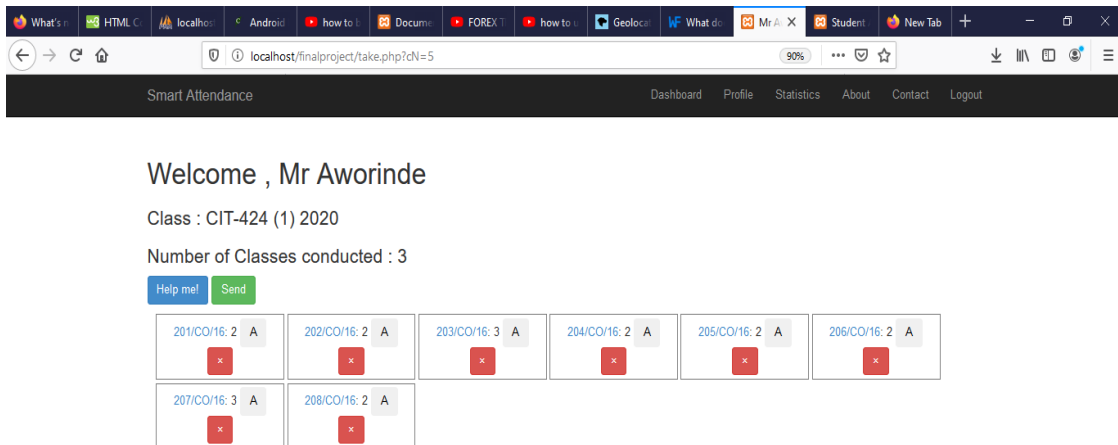 What's n HTML C localhos Android how to b Docume FOREX T how to u Geolocat What do Mr A X Student New Tab +
localhost/finalproject/take.php?cN=5 90%
Smart Attendance Dashboard Profile Statistics About Contact Logout
Welcome , Mr Aworinde
Class : CIT-424 (1) 2020
Number of Classes conducted : 3
Help me! Send
201/CO/16: 2 A 202/CO/16: 2 A 203/CO/16: 3 A 204/CO/16: 2 A 205/CO/16: 2 A 206/CO/16: 2 A
× × × × × ×
207/CO/16: 3 A 208/CO/16: 2 A
× ×